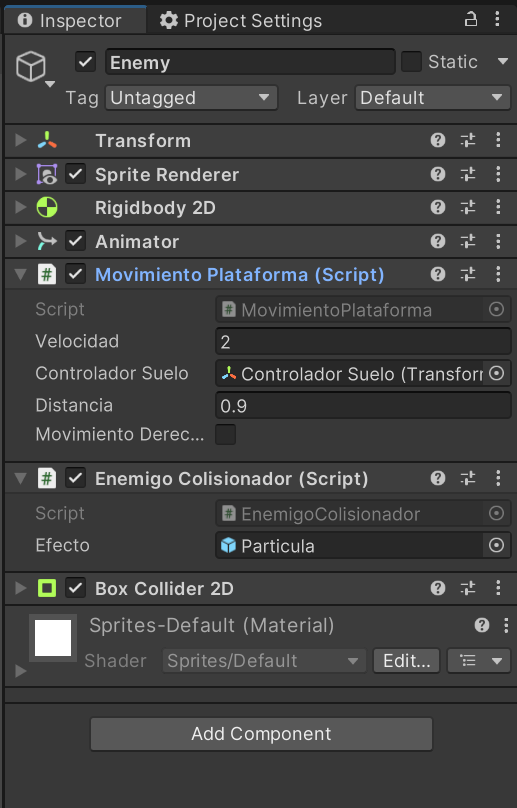 Inspector Project Settings
Enemy Static
Tag Untagged Layer Default
Transform
Sprite Renderer
Rigidbody 2D
Animator
# Movimiento Plataforma (Script)
Script # MovimientoPlataforma
Velocidad 2
Controlador Suelo Controlador Suelo (Transform
Distancia 0.9
Movimiento Derec...
# Enemigo Colisionador (Script)
Script # EnemigoColisionador
Efecto Particula
Box Collider 2D
Sprites-Default (Material)
Shader Sprites/Default Edit...
Add Component